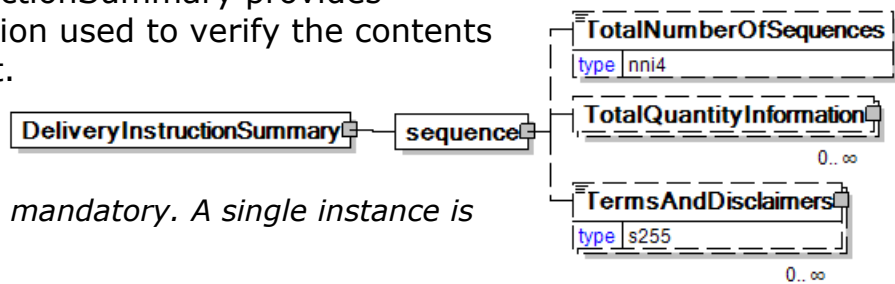 ctionSummary provides
ion used to verify the contents
t.
DeliveryInstructionSummary
sequence
TotalNumberOfSequences
type nni4
TotalQuantityInformation
0.. ∞
TermsAndDisclaimers
type s255
0.. ∞
mandatory. A single instance is